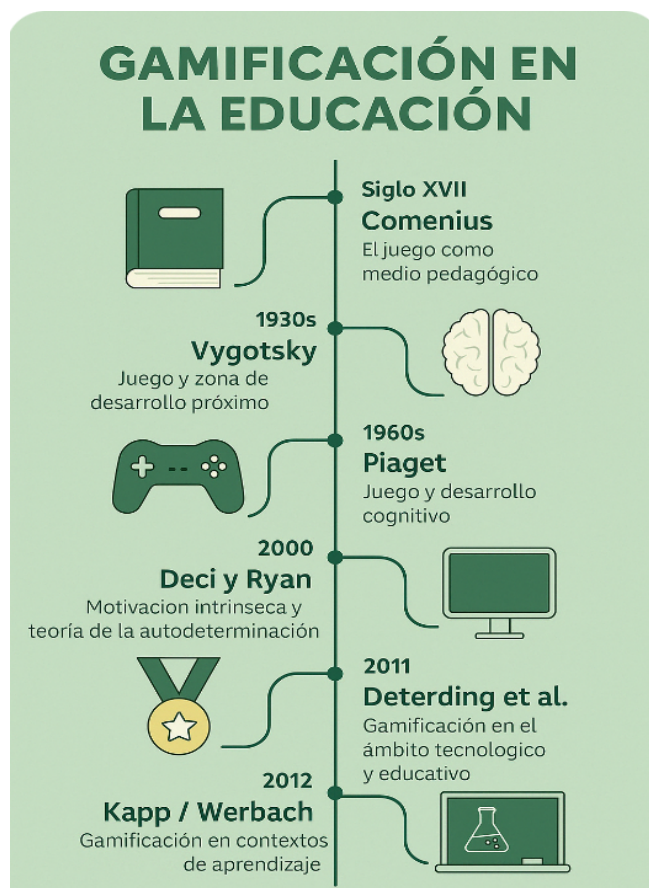 GAMIFICACIÓN EN
LA EDUCACIÓN
Siglo XVII
Comenius
El juego como
medio pedagógico
1930s
Vygotsky
Juego y zona de
desarrollo próximo
1960s
Piaget
Juego y desarrollo
cognitivo
2000
Deci y Ryan
Motivacion intrinseca y
teoría de la autodeterminación
2011
Deterding et al.
Gamificación en el
ámbito tecnologico
y educativo
2012
Kapp / Werbach
Gamificación en contextos
de aprendizaje